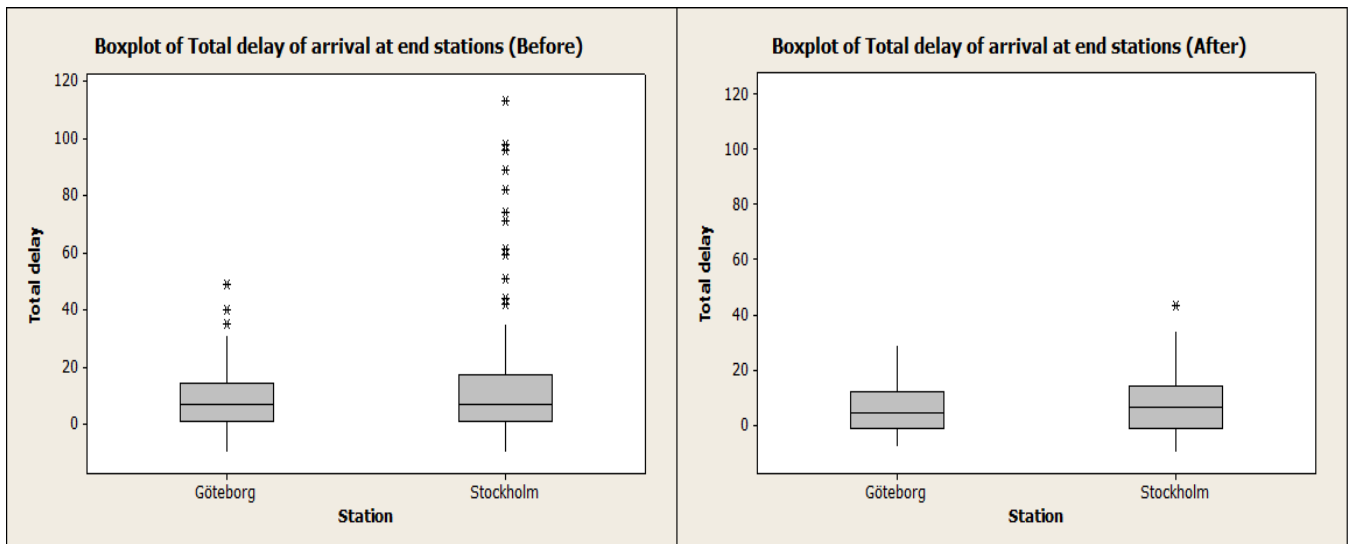 Boxplot of Total delay of arrival at end stations (Before)
120
100
80
60
40
20
0
Total delay
Göteborg
Stockholm
Station
Boxplot of Total delay of arrival at end stations (After)
120
100
80
60
40
20
0
Total delay
Göteborg
Stockholm
Station